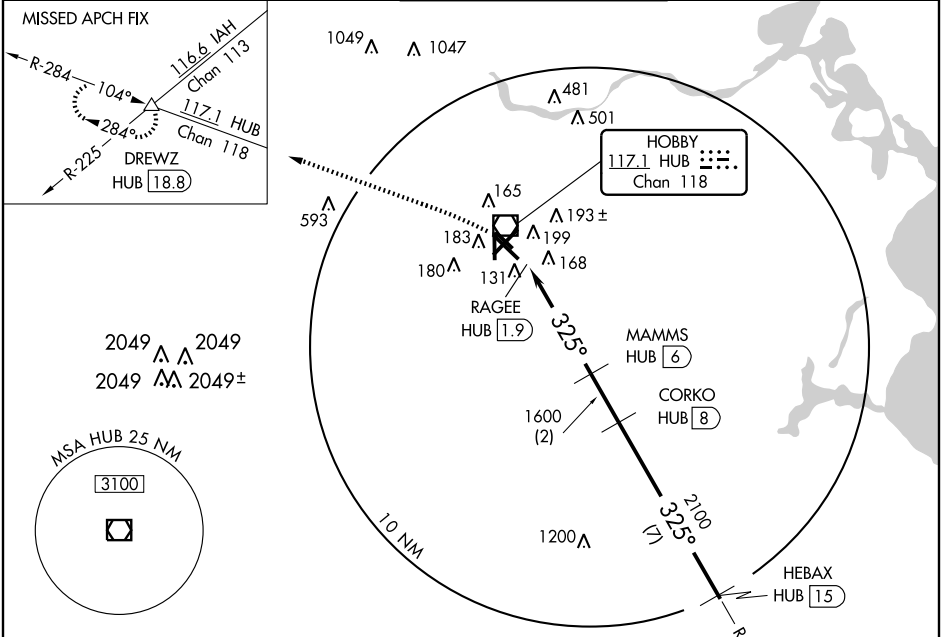 MISSED APCH FIX
116.6 IAH
Chan 113
R-284
104°
117.1 HUB
Chan 118
284°
R-225
DREWZ
HUB 18.8
1049
1047
481
501
HOBBY
117.1 HUB
Chan 118
593
165
193±
183
199
180
131
168
RAGEE
HUB 1.9
325°
MAMMS
HUB 6
CORKO
HUB 8
1600
(2)
2049
2049
2049
2049±
MSA HUB 25 NM
3100
2100
325°
(7)
10 NM
1200
HEBAX
HUB 15
R